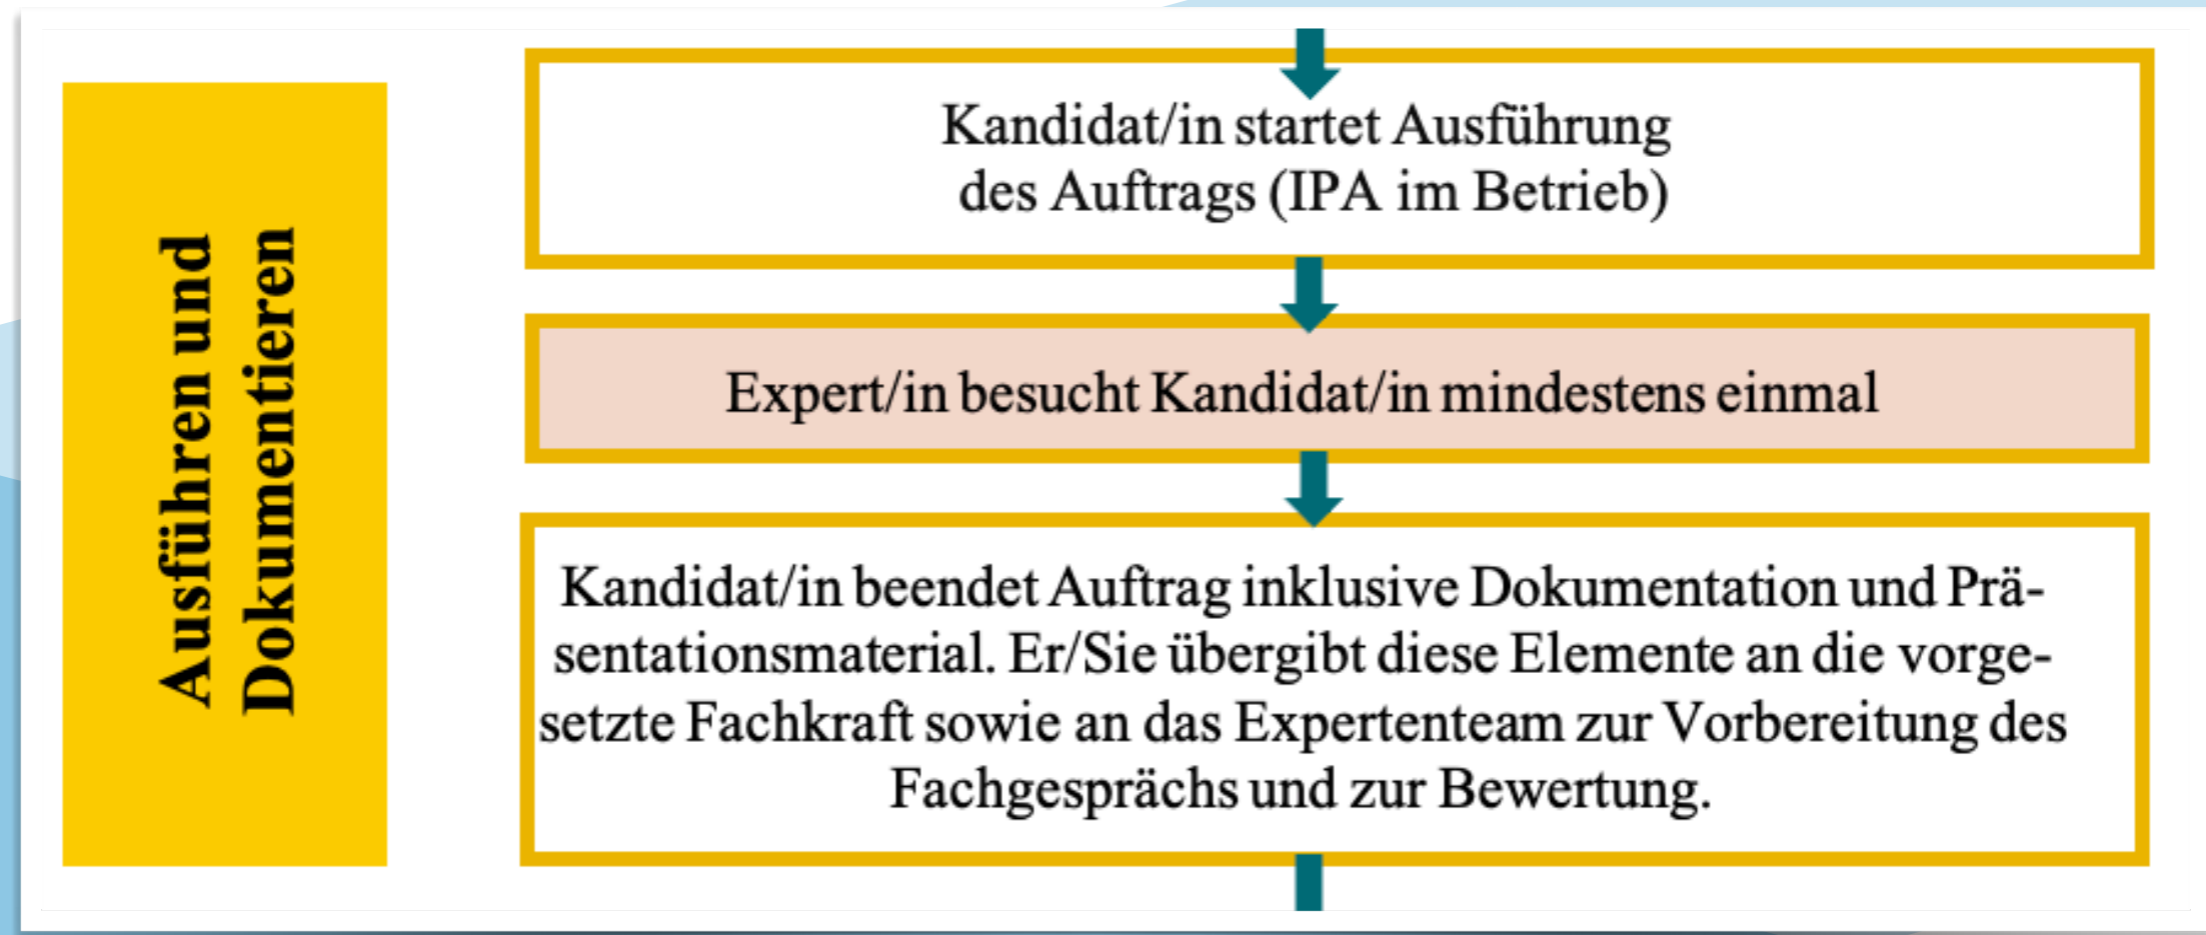 Ausführen und
Dokumentieren
Kandidat/in startet Ausführung
des Auftrags (IPA im Betrieb)
Expert/in besucht Kandidat/in mindestens einmal
Kandidat/in beendet Auftrag inklusive Dokumentation und Prä-
sentationsmaterial. Er/Sie übergibt diese Elemente an die vorge-
setzte Fachkraft sowie an das Expertenteam zur Vorbereitung des
Fachgesprächs und zur Bewertung.